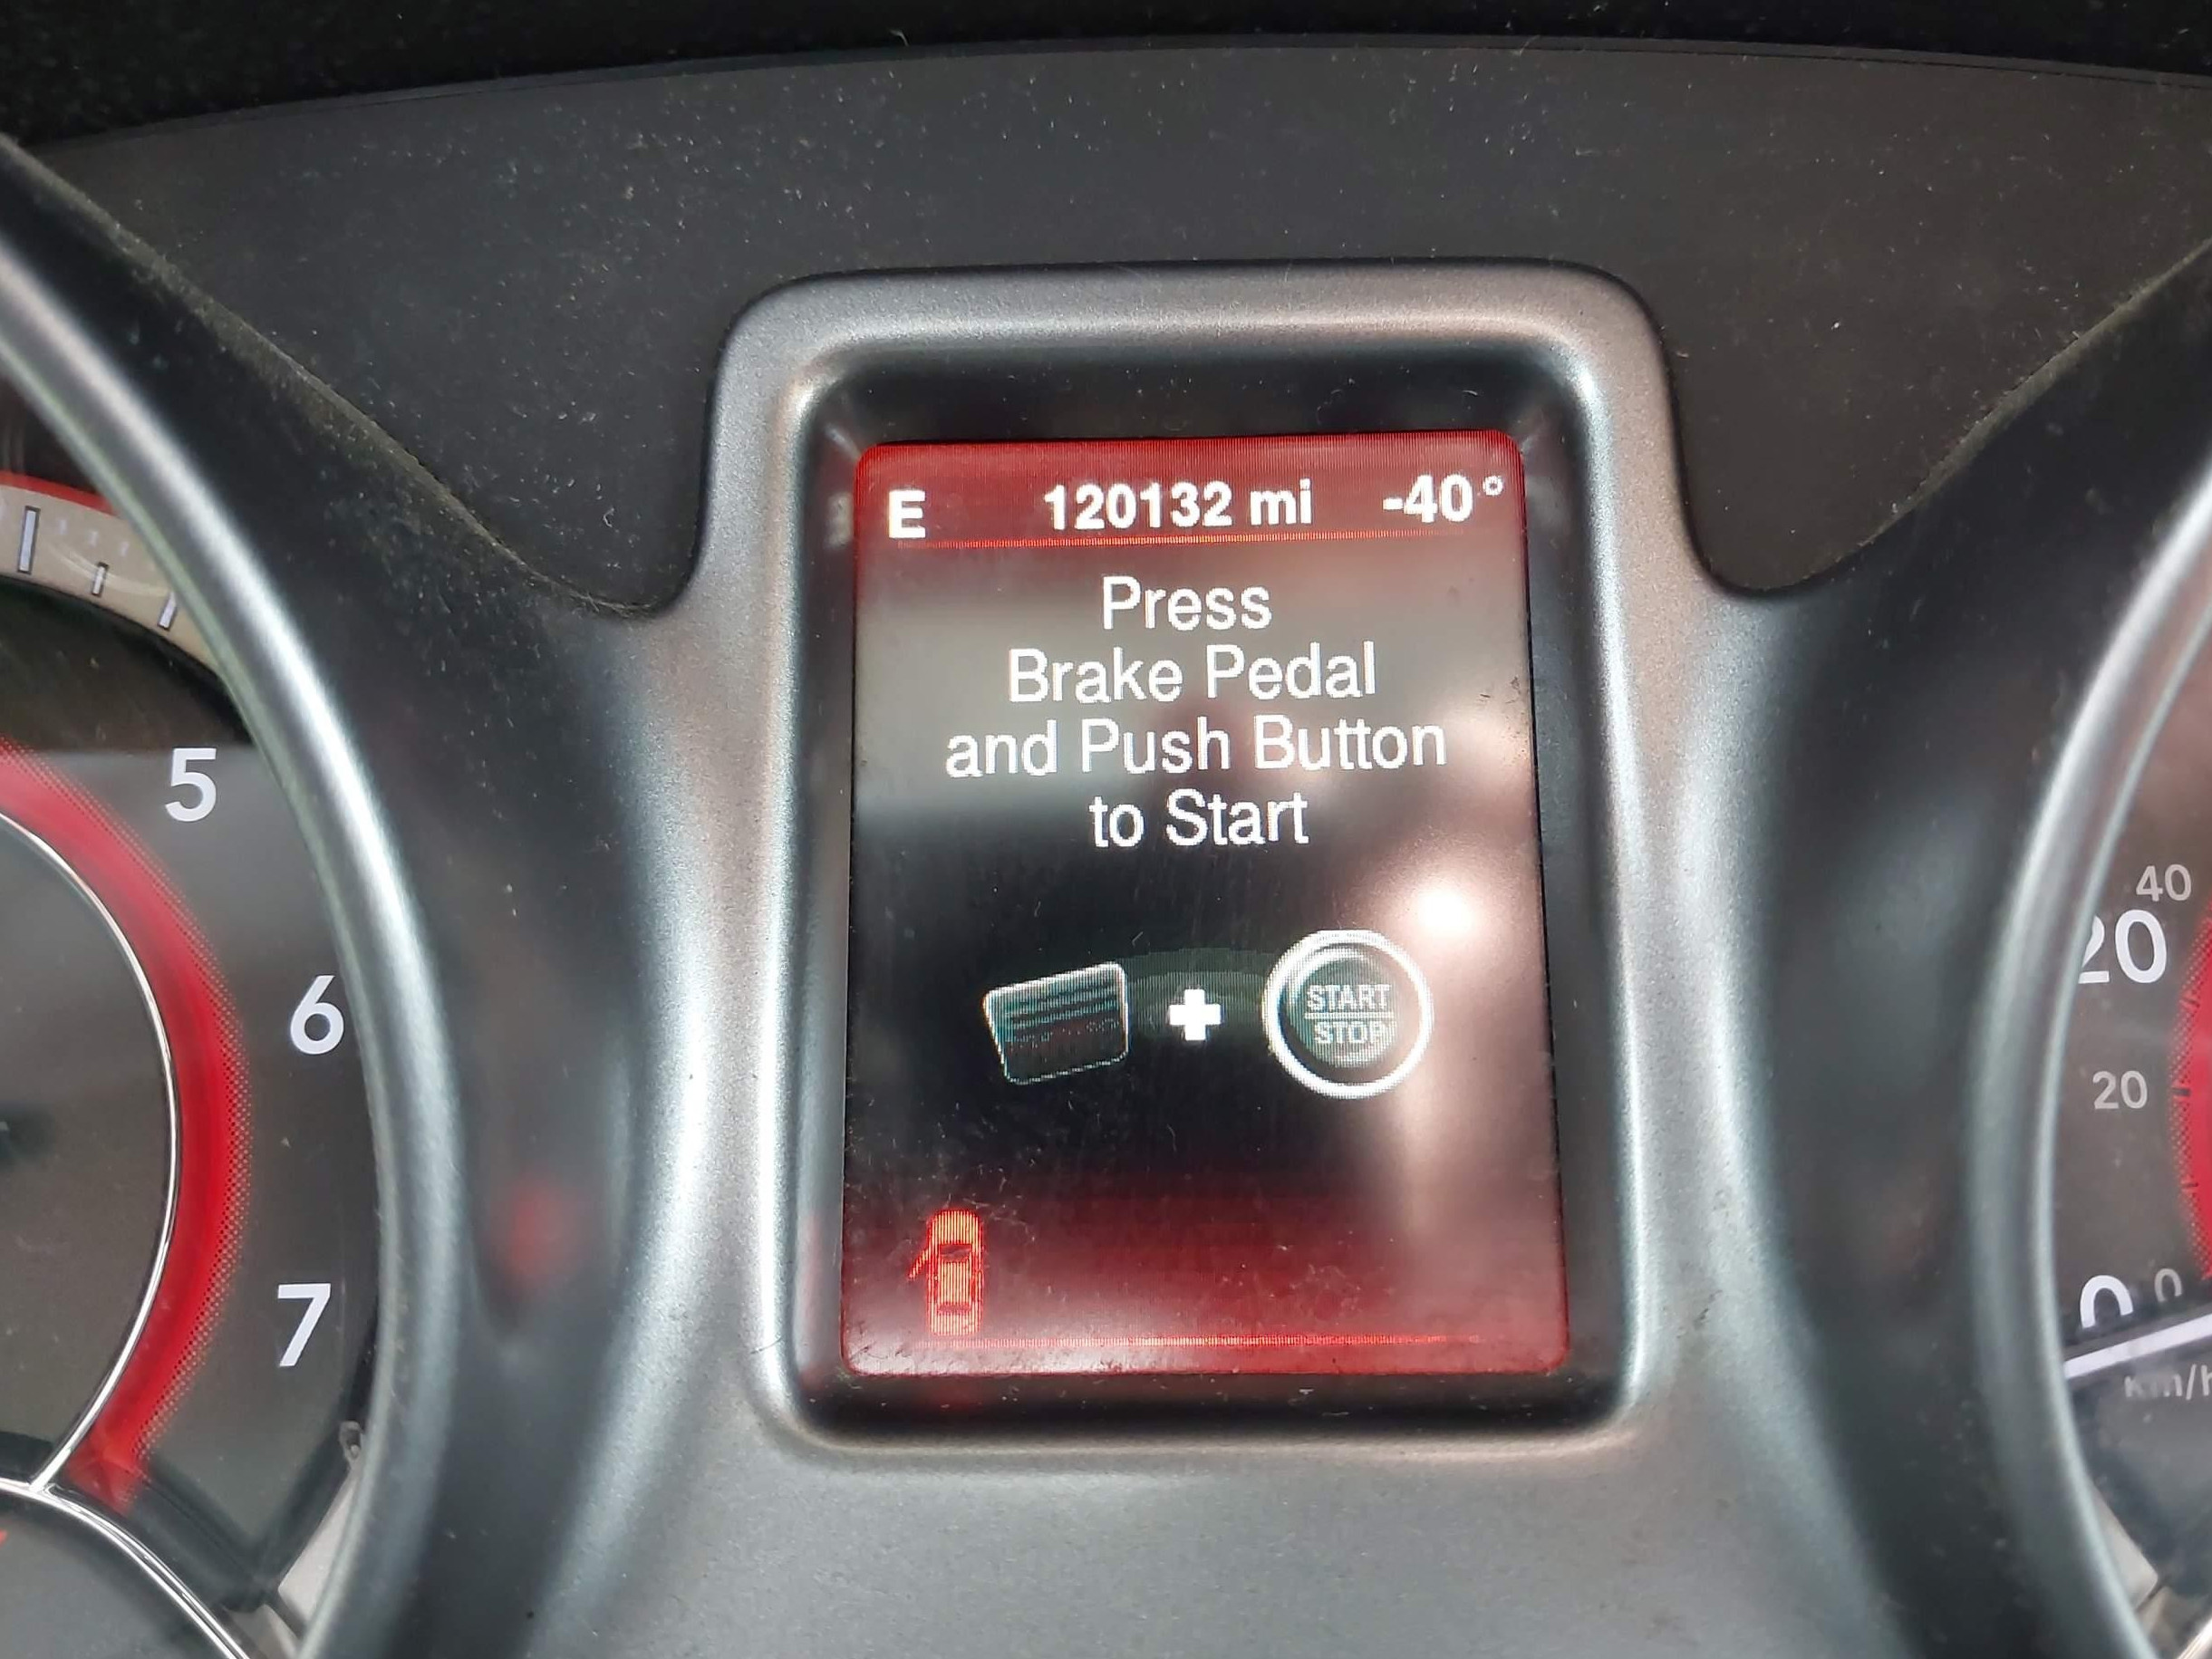 E 120132 mi -40°
Press
Brake Pedal
and Push Button
to Start
START
STOP
5
6
7
40
20
20
0 0
km/h